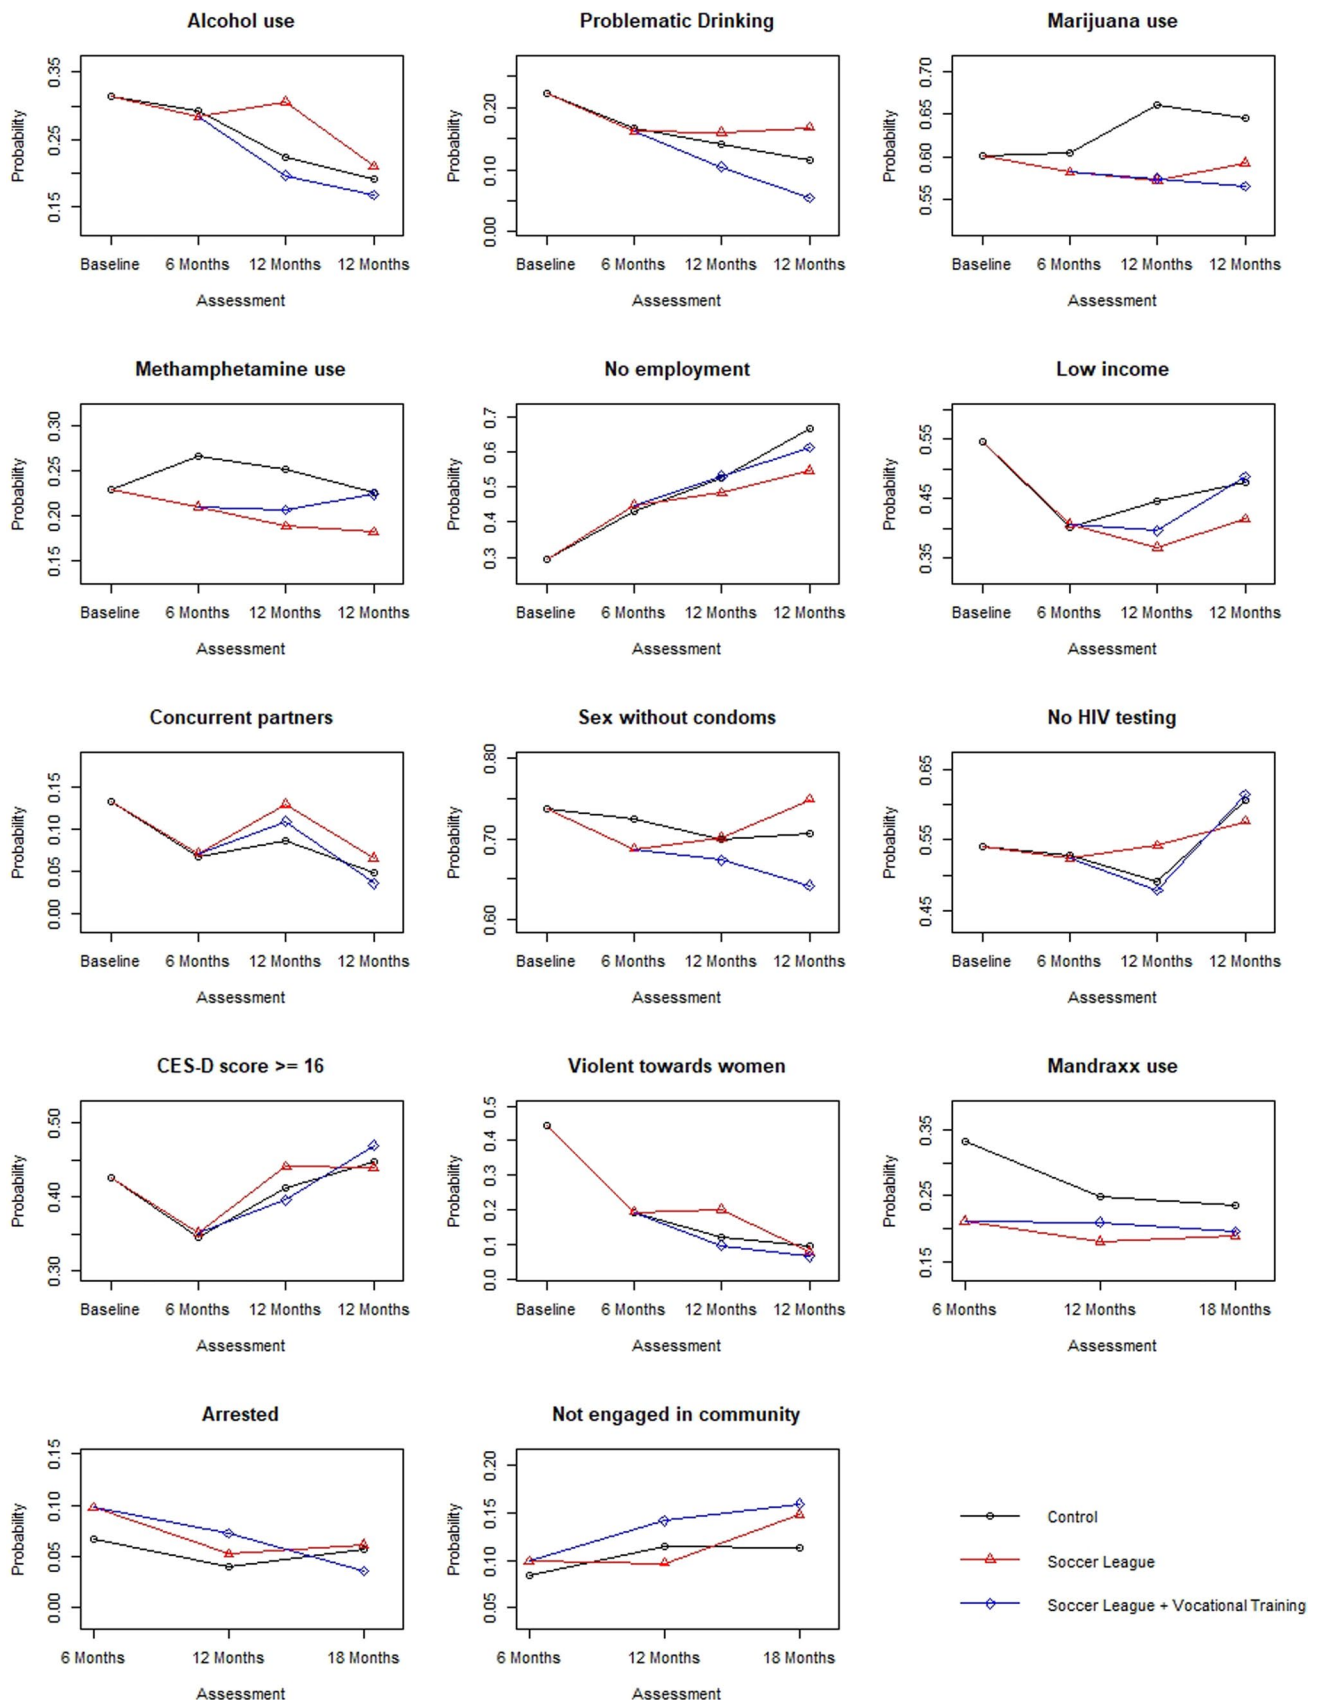 Alcohol use
Probability
0.15 0.25 0.35
Baseline 6 Months 12 Months 12 Months
Assessment
Problematic Drinking
Probability
0.00 0.10 0.20
Baseline 6 Months 12 Months 12 Months
Assessment
Marijuana use
Probability
0.55 0.60 0.65 0.70
Baseline 6 Months 12 Months 12 Months
Assessment
Methamphetamine use
Probability
0.15 0.20 0.25 0.30
Baseline 6 Months 12 Months 12 Months
Assessment
No employment
Probability
0.3 0.4 0.5 0.6 0.7
Baseline 6 Months 12 Months 12 Months
Assessment
Low income
Probability
0.35 0.45 0.55
Baseline 6 Months 12 Months 12 Months
Assessment
Concurrent partners
Probability
0.00 0.05 0.10 0.15
Baseline 6 Months 12 Months 12 Months
Assessment
Sex without condoms
Probability
0.60 0.70 0.80
Baseline 6 Months 12 Months 12 Months
Assessment
No HIV testing
Probability
0.45 0.55 0.65
Baseline 6 Months 12 Months 12 Months
Assessment
CES-D score >= 16
Probability
0.30 0.40 0.50
Baseline 6 Months 12 Months 12 Months
Assessment
Violent towards women
Probability
0.0 0.1 0.2 0.3 0.4 0.5
Baseline 6 Months 12 Months 12 Months
Assessment
Mandraxx use
Probability
0.15 0.25 0.35
6 Months 12 Months 18 Months
Assessment
Arrested
Probability
0.00 0.05 0.10 0.15
6 Months 12 Months 18 Months
Assessment
Not engaged in community
Probability
0.05 0.10 0.15 0.20
6 Months 12 Months 18 Months
Assessment
Control
Soccer League
Soccer League + Vocational Training